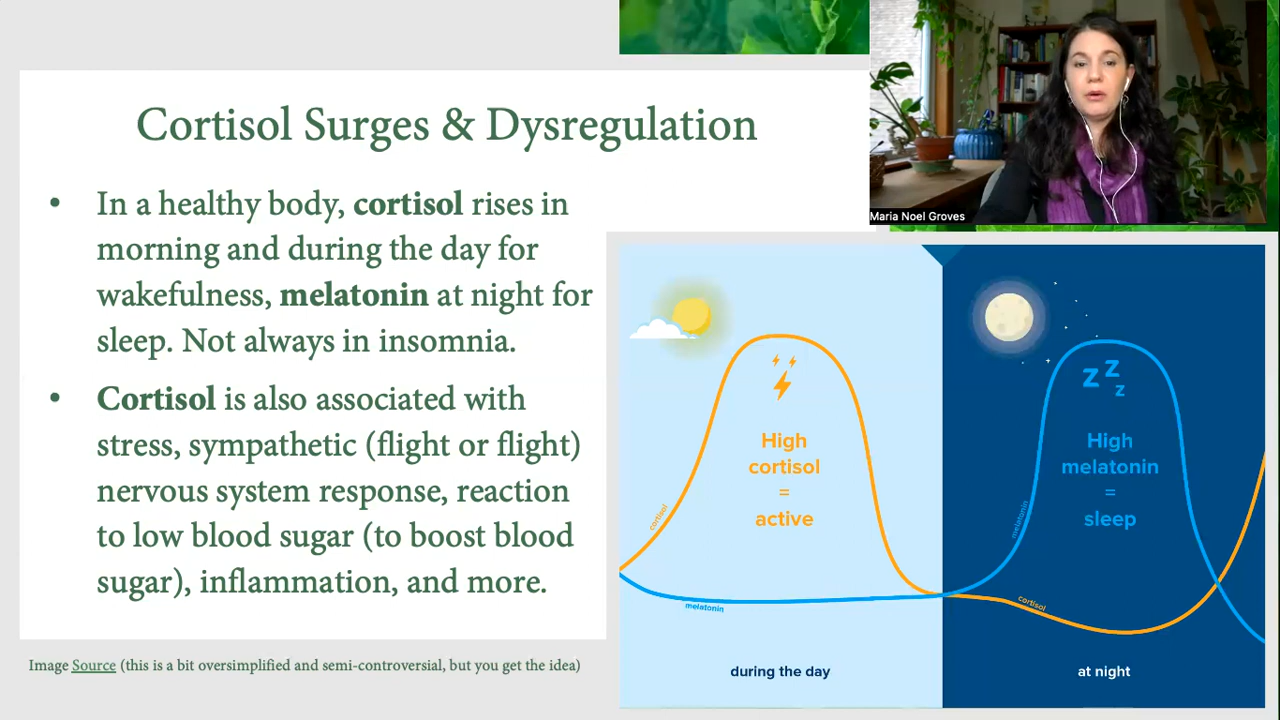 Cortisol Surges & Dysregulation
• In a healthy body, cortisol rises in
morning and during the day for
wakefulness, melatonin at night for
sleep. Not always in insomnia.
• Cortisol is also associated with
stress, sympathetic (flight or flight)
nervous system response, reaction
to low blood sugar (to boost blood
sugar), inflammation, and more.
Image Source (this is a bit oversimplified and semi-controversial, but you get the idea)
Maria Noel Groves
High
cortisol
=
active
cortisol
melatonin
during the day
z z z
High
melatonin
=
sleep
melatonin
cortisol
at night